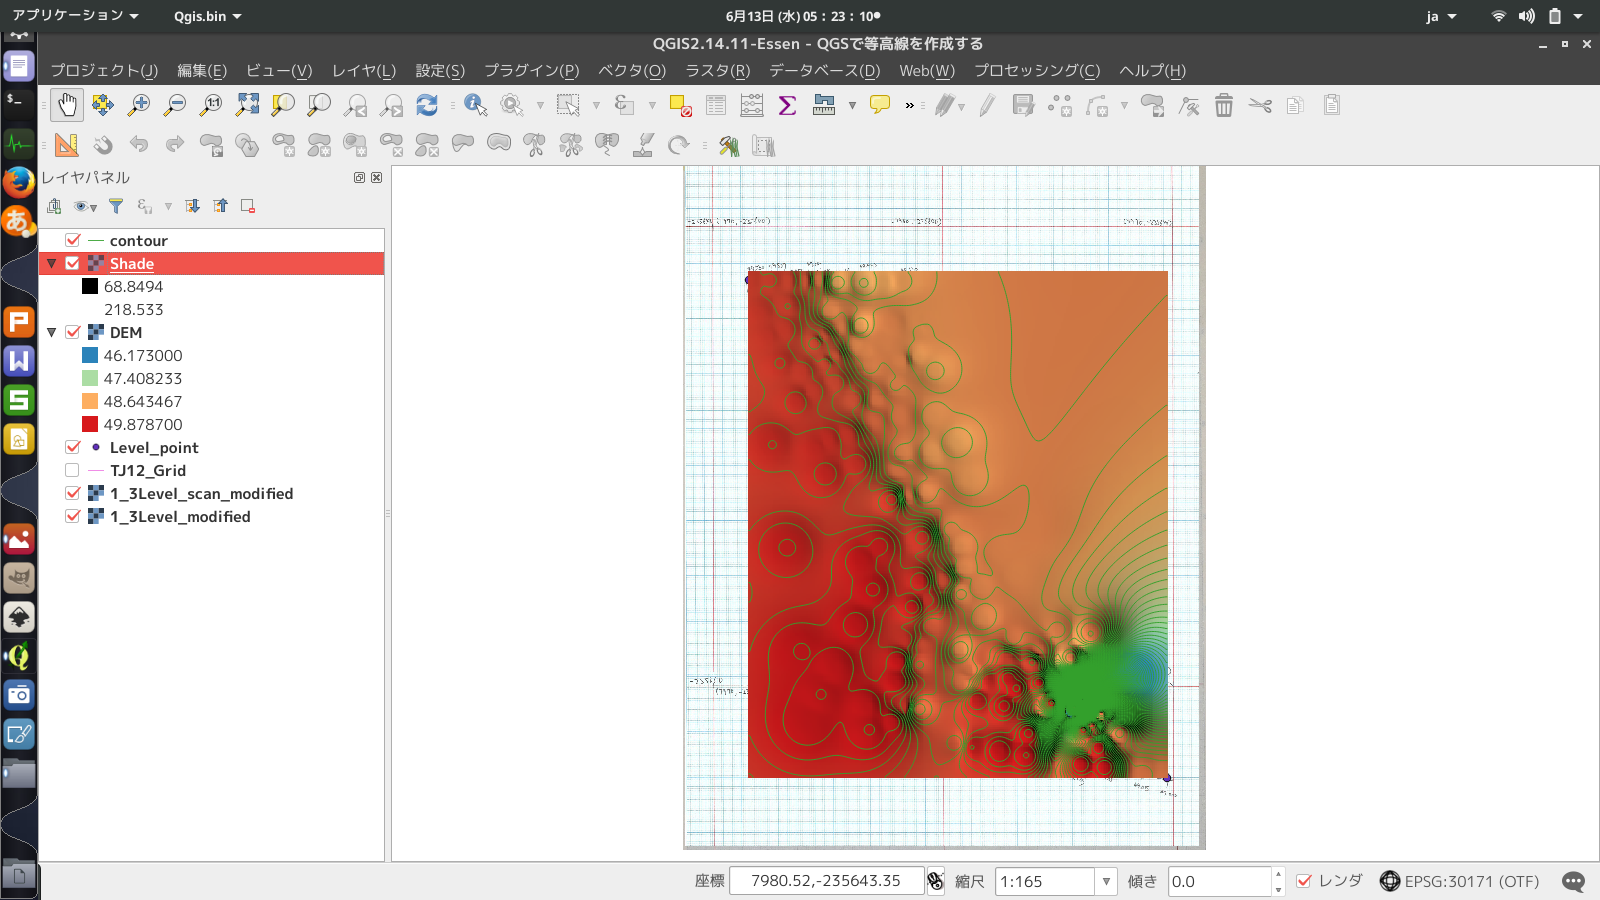 アプリケーション Qgis.bin 6月13日 (水) 05：23：10 ja
QGIS2.14.11-Essen - QGSで等高線を作成する
プロジェクト(J) 編集(E) ビュー(V) レイヤ(L) 設定(S) プラグイン(P) ベクタ(O) ラスタ(R) データベース(D) Web(W) プロセッシング(C) ヘルプ(H)
レイヤパネル
contour
Shade
68.8494
218.533
DEM
46.173000
47.408233
48.643467
49.878700
Level_point
TJ12_Grid
1_3Level_scan_modified
1_3Level_modified
座標 7980.52,-235643.35 縮尺 1:165 傾き 0.0 レンダ EPSG:30171 (OTF)